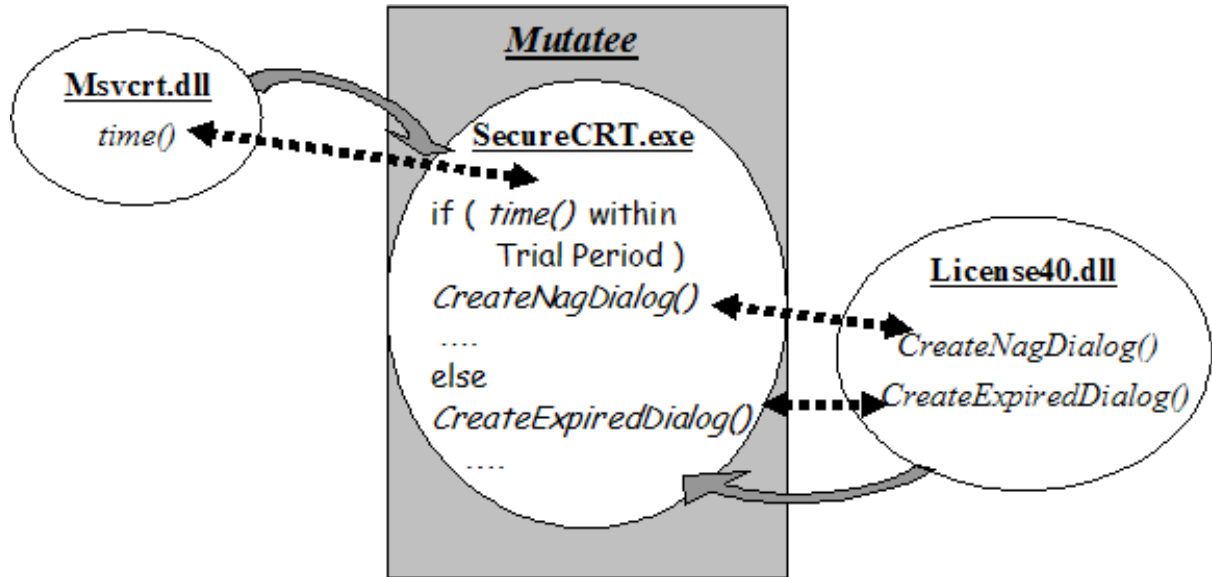 Mutatee
Msvcrt.dll
time()
SecureCRT.exe
if ( time() within
Trial Period )
CreateNagDialog()
....
else
CreateExpiredDialog()
....
License40.dll
CreateNagDialog()
CreateExpiredDialog()